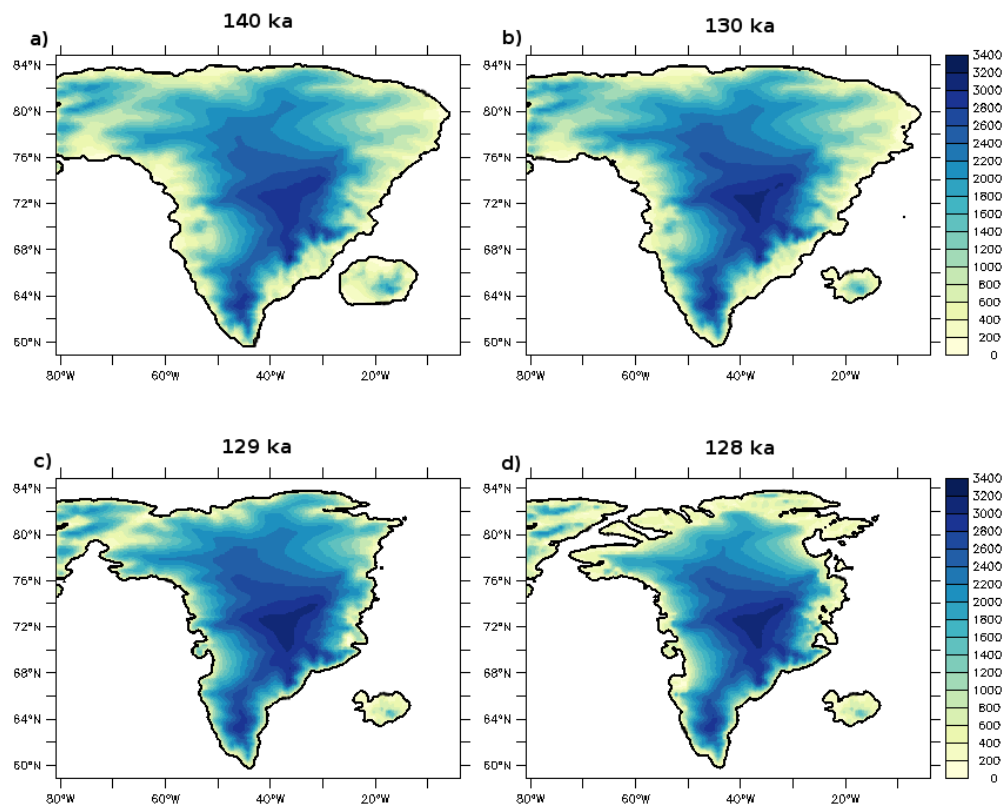 140 ka
130 ka
a)
b)
84°N
80°N
76°N
72°N
68°N
64°N
60°N
80°W
60°W
40°W
20°W
84°N
80°N
76°N
72°N
68°N
64°N
60°N
80°W
60°W
40°W
20°W
3400
3200
3000
2800
2600
2400
2200
2000
1800
1600
1400
1200
1000
800
600
400
200
0
129 ka
128 ka
c)
d)
84°N
80°N
76°N
72°N
68°N
64°N
60°N
80°W
60°W
40°W
20°W
84°N
80°N
76°N
72°N
68°N
64°N
60°N
80°W
60°W
40°W
20°W
3400
3200
3000
2800
2600
2400
2200
2000
1800
1600
1400
1200
1000
800
600
400
200
0